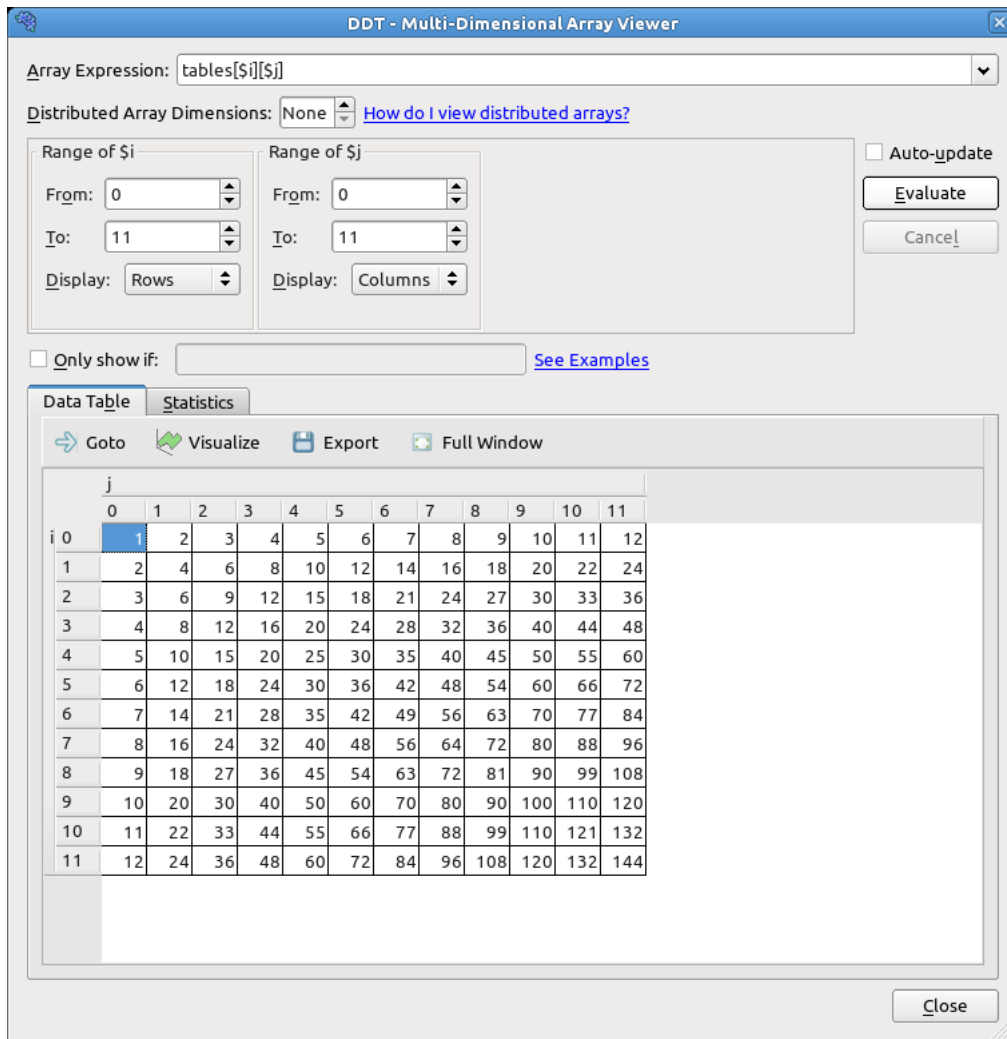 DDT - Multi-Dimensional Array Viewer
Array Expression: tables[$i][$j]
Distributed Array Dimensions: None How do I view distributed arrays?
Range of $i Range of $j Auto-update
From: 0 From: 0 Evaluate
To: 11 To: 11 Cancel
Display: Rows Display: Columns
Only show if: See Examples
Data Table Statistics
Goto Visualize Export Full Window
j
0 1 2 3 4 5 6 7 8 9 10 11
i 0 1 2 3 4 5 6 7 8 9 10 11 12
1 2 4 6 8 10 12 14 16 18 20 22 24
2 3 6 9 12 15 18 21 24 27 30 33 36
3 4 8 12 16 20 24 28 32 36 40 44 48
4 5 10 15 20 25 30 35 40 45 50 55 60
5 6 12 18 24 30 36 42 48 54 60 66 72
6 7 14 21 28 35 42 49 56 63 70 77 84
7 8 16 24 32 40 48 56 64 72 80 88 96
8 9 18 27 36 45 54 63 72 81 90 99 108
9 10 20 30 40 50 60 70 80 90 100 110 120
10 11 22 33 44 55 66 77 88 99 110 121 132
11 12 24 36 48 60 72 84 96 108 120 132 144
Close